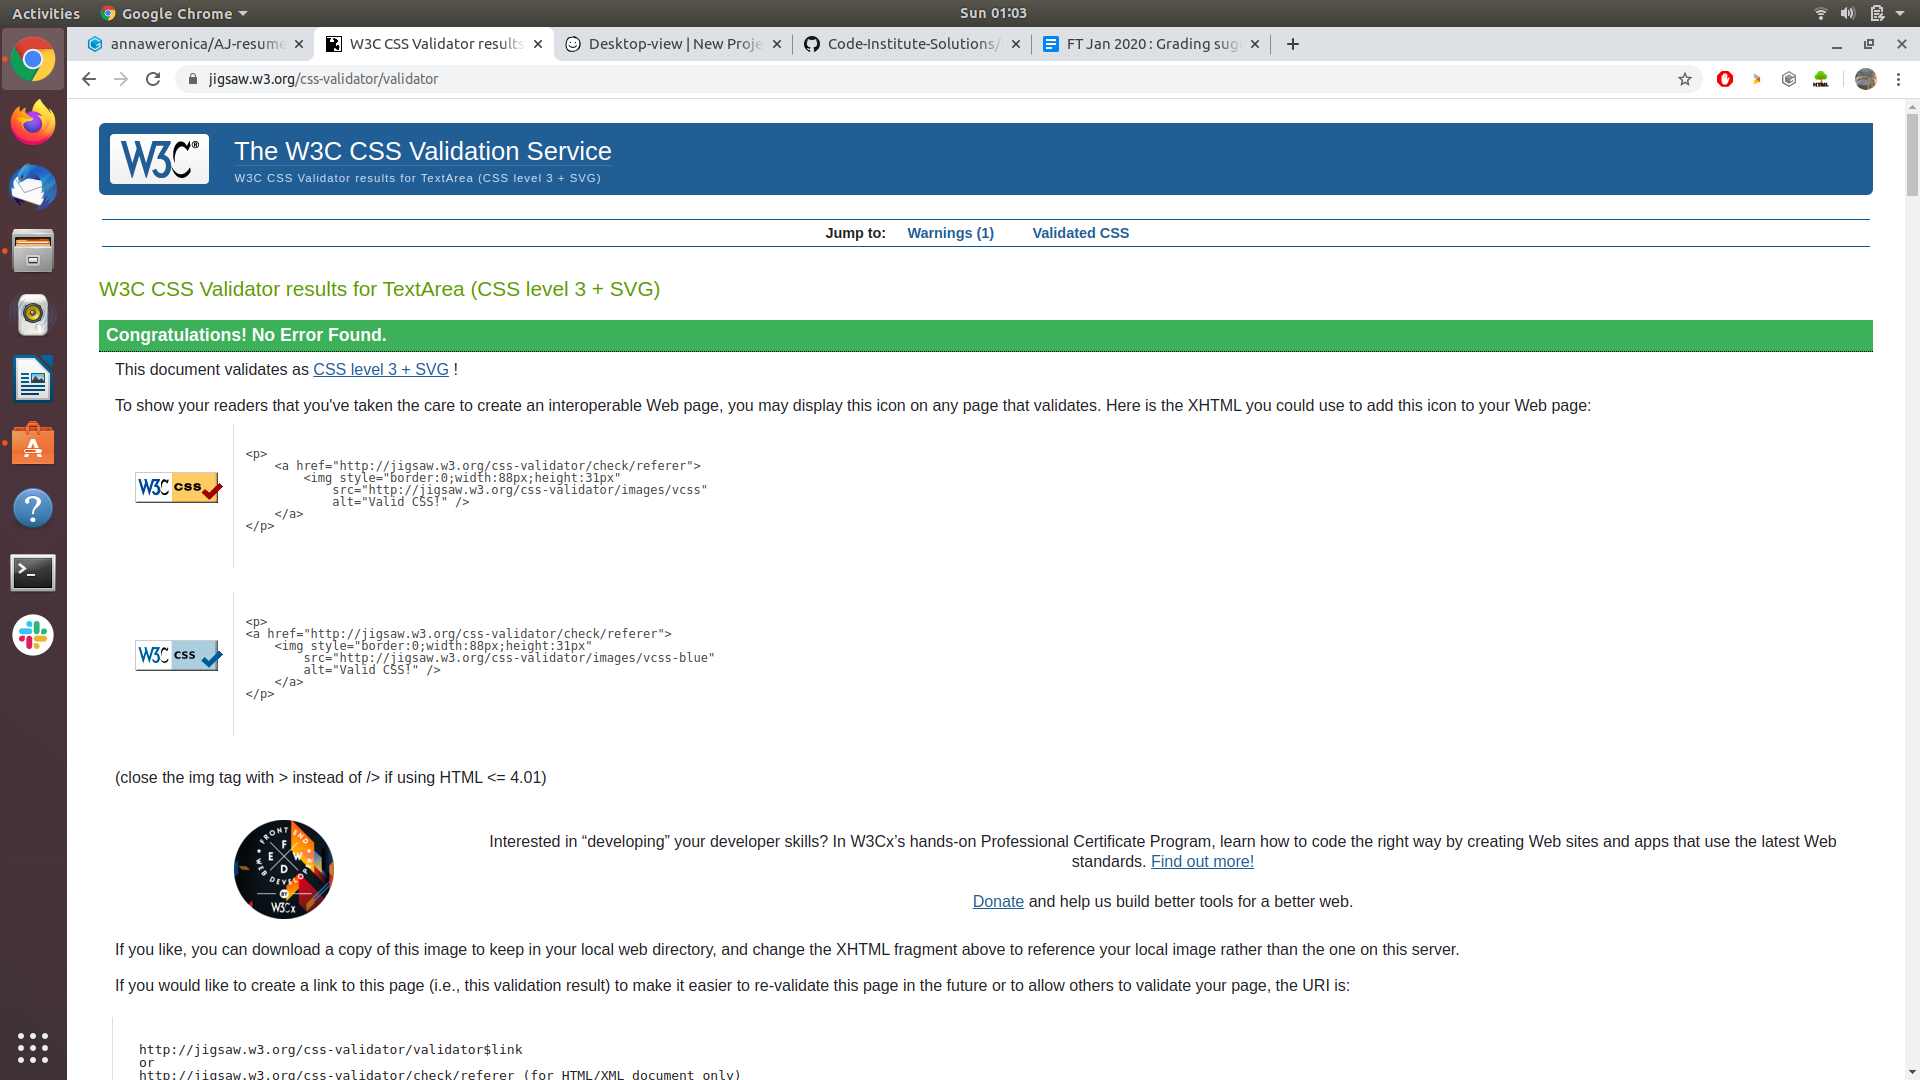 Activities
Google Chrome
Sun 01:03
annaweronica/AJ-resume
W3C CSS Validator results
Desktop-view | New Proje
Code-Institute-Solutions/
FT Jan 2020 : Grading sug
jigsaw.w3.org/css-validator/validator
W3C®
The W3C CSS Validation Service
W3C CSS Validator results for TextArea (CSS level 3 + SVG)
Jump to: Warnings (1) Validated CSS
W3C CSS Validator results for TextArea (CSS level 3 + SVG)
Congratulations! No Error Found.
This document validates as CSS level 3 + SVG !
To show your readers that you've taken the care to create an interoperable Web page, you may display this icon on any page that validates. Here is the XHTML you could use to add this icon to your Web page:
W3C css
<p>
    <a href="http://jigsaw.w3.org/css-validator/check/referer">
        <img style="border:0;width:88px;height:31px"
            src="http://jigsaw.w3.org/css-validator/images/vcss"
            alt="Valid CSS!" />
    </a>
</p>
W3C css
<p>
<a href="http://jigsaw.w3.org/css-validator/check/referer">
    <img style="border:0;width:88px;height:31px"
        src="http://jigsaw.w3.org/css-validator/images/vcss-blue"
        alt="Valid CSS!" />
    </a>
</p>
(close the img tag with > instead of /> if using HTML <= 4.01)
FRONT END
F
E W
D
WEB DEVELOPER
BY
W3Cx
Interested in “developing” your developer skills? In W3Cx’s hands-on Professional Certificate Program, learn how to code the right way by creating Web sites and apps that use the latest Web
standards. Find out more!
Donate and help us build better tools for a better web.
If you like, you can download a copy of this image to keep in your local web directory, and change the XHTML fragment above to reference your local image rather than the one on this server.
If you would like to create a link to this page (i.e., this validation result) to make it easier to re-validate this page in the future or to allow others to validate your page, the URI is:
http://jigsaw.w3.org/css-validator/validator$link
or
http://jigsaw.w3.org/css-validator/check/referer (for HTML/XML document only)